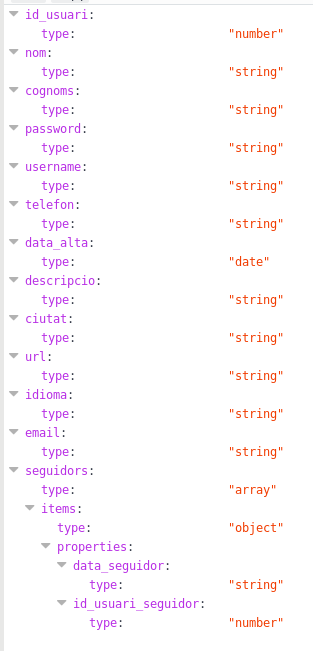 id_usuari:
type: "number"
nom:
type: "string"
cognoms:
type: "string"
password:
type: "string"
username:
type: "string"
telefon:
type: "string"
data_alta:
type: "date"
descripcio:
type: "string"
ciutat:
type: "string"
url:
type: "string"
idioma:
type: "string"
email:
type: "string"
seguidors:
type: "array"
items:
type: "object"
properties:
data_seguidor:
type: "string"
id_usuari_seguidor:
type: "number"